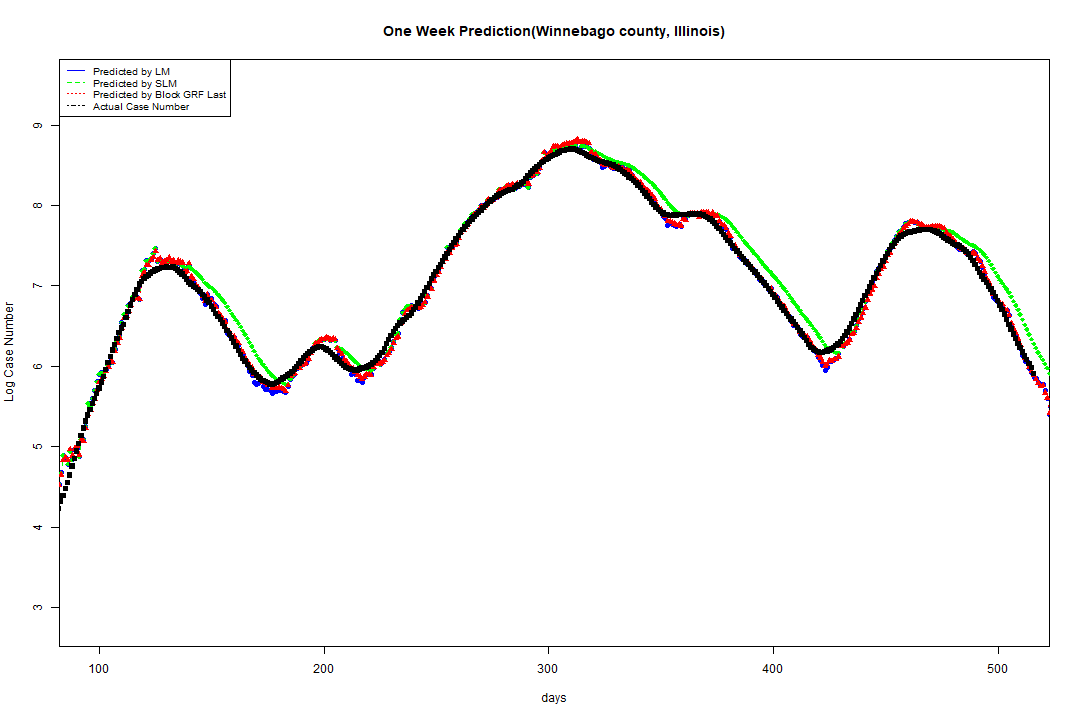 One Week Prediction(Winnebago county, Illinois)
Predicted by LM
Predicted by SLM
Predicted by Block GRF Last
Actual Case Number
9
8
7
6
5
4
3
Log Case Number
100 200 300 400 500
days